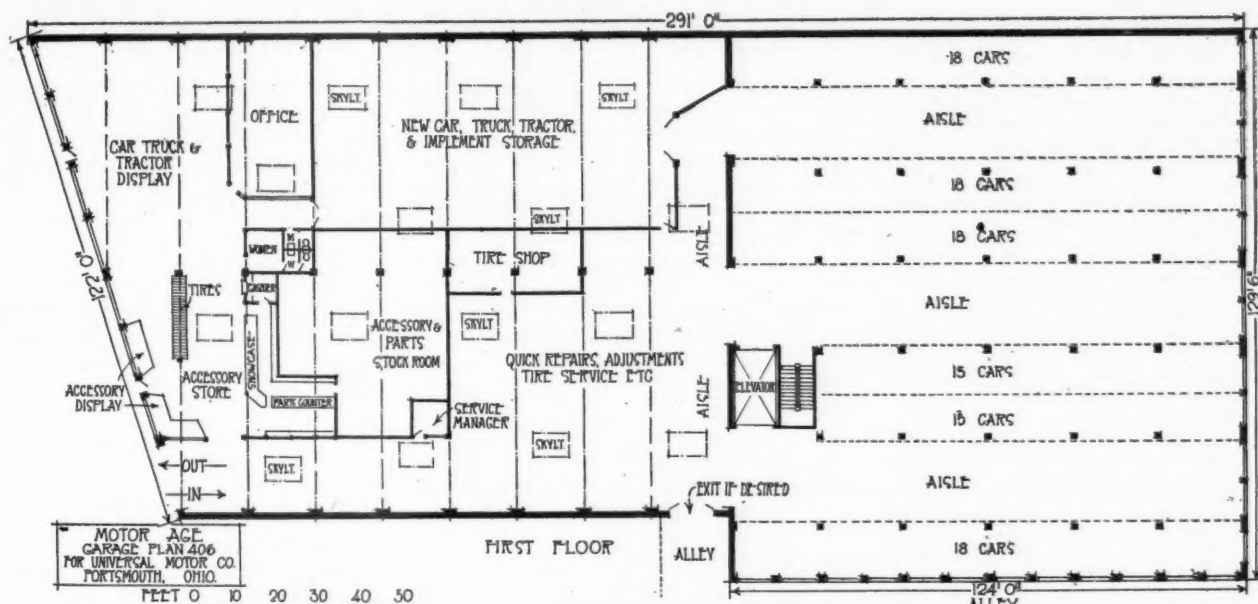 291' 0"
18 CARS
AISLE
18 CARS
18 CARS
AISLE
15 CARS
15 CARS
AISLE
18 CARS
129' 6"
124' 0"
ALLEY
122' 0"
CAR TRUCK &
TRACTOR
DISPLAY
OFFICE
SKYLT.
SKYLT.
NEW CAR, TRUCK, TRACTOR,
& IMPLEMENT STORAGE
SKYLT.
WOMEN
M
W
CASHIER
TIRE SHOP
AISLE
TIRES
SHOWCASE
ACCESSORY &
PARTS
STOCK ROOM
SKYLT.
QUICK REPAIRS, ADJUSTMENTS
TIRE SERVICE ETC
ELEVATOR
AISLE
ACCESSORY
STORE
ACCESSORY
DISPLAY
PARTS COUNTER
SERVICE
MANAGER
SKYLT.
SKYLT.
OUT
IN
EXIT IF DESIRED
ALLEY
FIRST FLOOR
MOTOR AGE
GARAGE PLAN 406
FOR UNIVERSAL MOTOR CO.
PORTSMOUTH, OHIO.
FEET 0 10 20 30 40 50